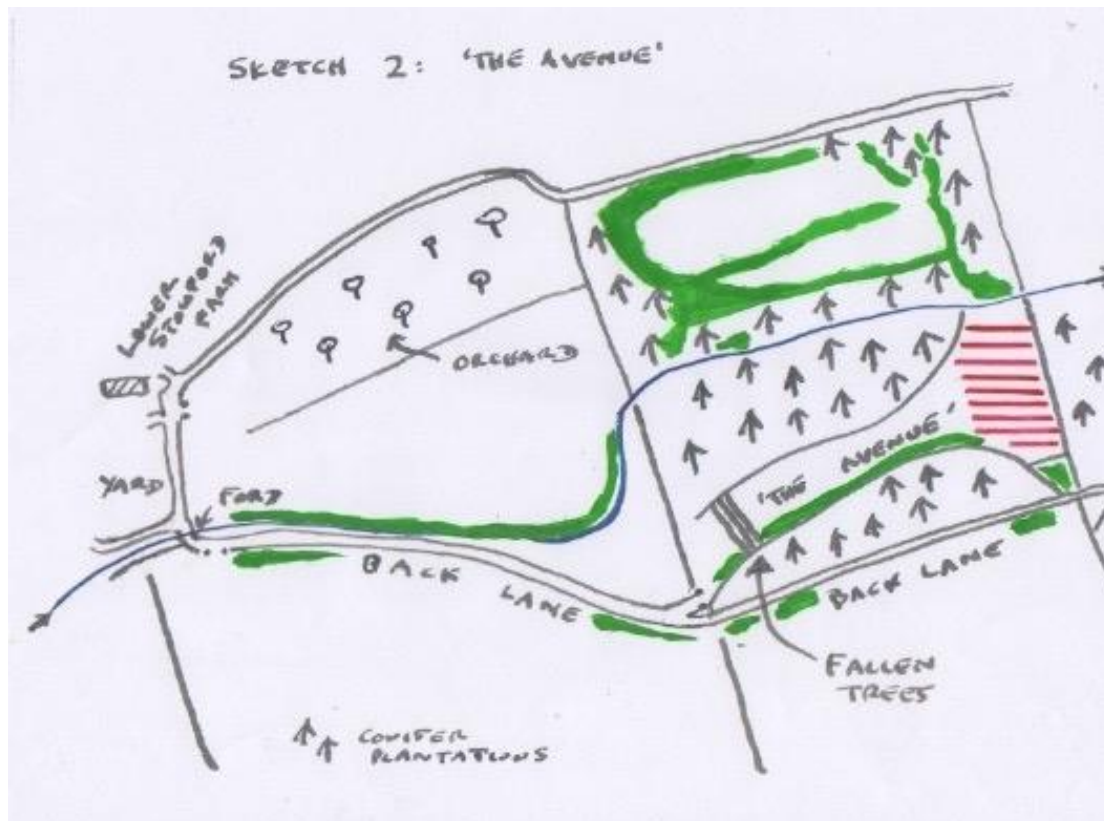 SKETCH 2: 'THE AVENUE'
LOWER
STONFORD
FARM
ORCHARD
YARD
FORD
'THE AVENUE'
BACK
LANE
BACK LANE
FALLEN
TREES
CONIFER
PLANTATIONS